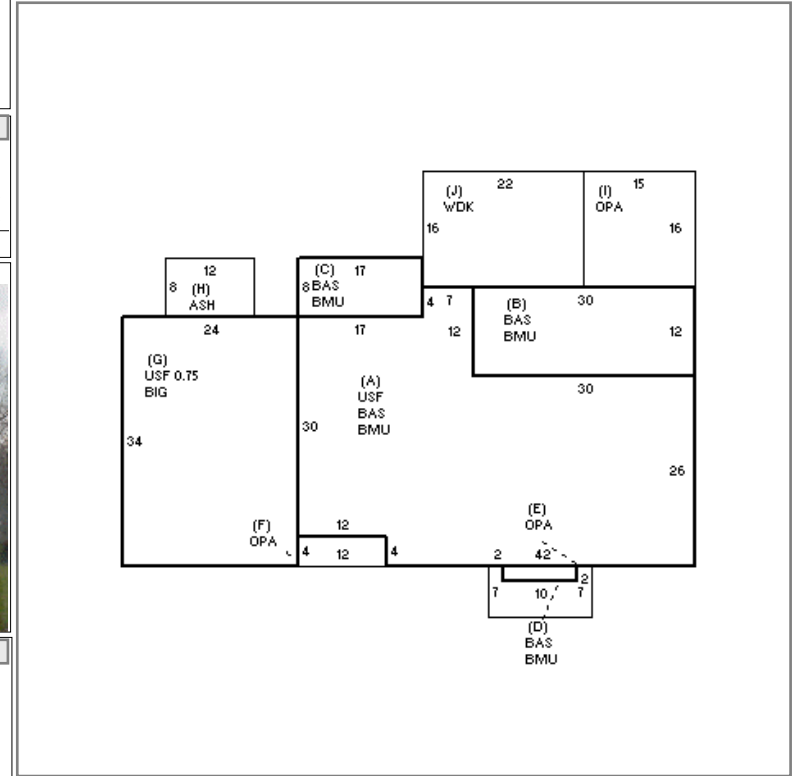 (J) 22 (I) 15
WDK OPA
16 16
12 (C) 17
8 (H) 8 BAS
ASH BMU
4 7 (B) 30
24 17 12 BAS 12
BMU
(G)
USF 0.75
BIG
(A)
USF
BAS
BMU
30
30
34
26
(E)
OPA
(F) 12
OPA
4 12 4 2 42
2
7 10 7
(D)
BAS
BMU